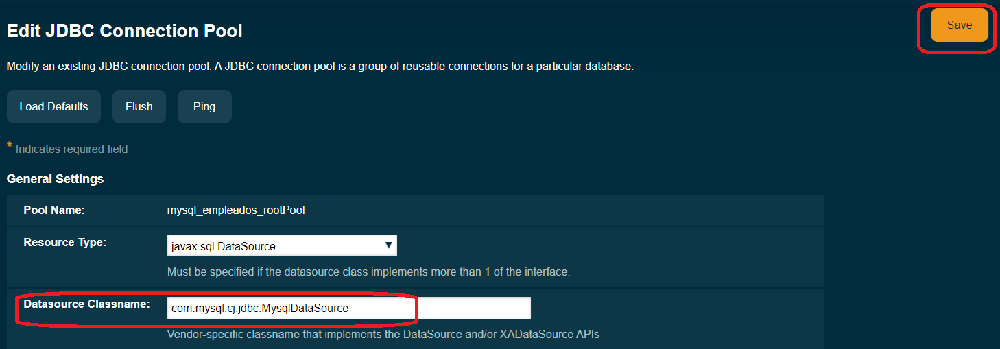 Edit JDBC Connection Pool
Save
Modify an existing JDBC connection pool. A JDBC connection pool is a group of reusable connections for a particular database.
Load Defaults Flush Ping
* Indicates required field
General Settings
Pool Name: mysql_empleados_rootPool
Resource Type: javax.sql.DataSource
Must be specified if the datasource class implements more than 1 of the interface.
Datasource Classname: com.mysql.cj.jdbc.MysqlDataSource
Vendor-specific classname that implements the DataSource and/or XADataSource APIs